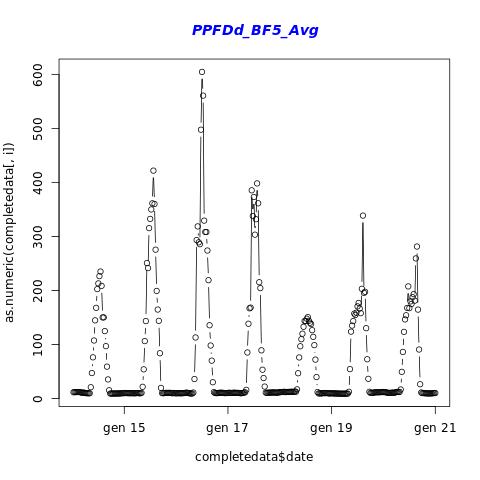 PPFDd_BF5_Avg
as.numeric(completedata[, i])
600
500
400
300
200
100
0
gen 15
gen 17
gen 19
gen 21
completedata$date